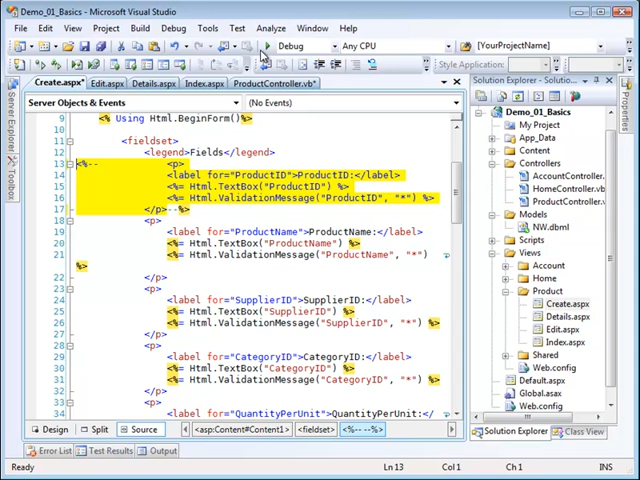 Demo_01_Basics - Microsoft Visual Studio
File Edit View Project Build Debug Tools Test Analyze Window Help
Debug Any CPU [YourProjectName]
Style Application:
Create.aspx* Edit.aspx Details.aspx Index.aspx ProductController.vb*
Server Objects & Events (No Events)
Server Explorer
Toolbox
9 <% Using Html.BeginForm()%>
10
11 <fieldset>
12 <legend>Fields</legend>
13 <%-- <p>
14 <label for="ProductID">ProductID:</label>
15 <%= Html.TextBox("ProductID") %>
16 <%= Html.ValidationMessage("ProductID", "*") %>
17 </p>--%>
18 <p>
19 <label for="ProductName">ProductName:</label>
20 <%= Html.TextBox("ProductName") %>
21 <%= Html.ValidationMessage("ProductName", "*")
%>
22 </p>
23 <p>
24 <label for="SupplierID">SupplierID:</label>
25 <%= Html.TextBox("SupplierID") %>
26 <%= Html.ValidationMessage("SupplierID", "*") %>
27 </p>
28 <p>
29 <label for="CategoryID">CategoryID:</label>
30 <%= Html.TextBox("CategoryID") %>
31 <%= Html.ValidationMessage("CategoryID", "*") %>
32 </p>
33 <p>
34 <label for="QuantityPerUnit">QuantityPerUnit:</
Design Split Source <asp:Content#Content1> <fieldset> <%-- --%>
Error List Test Results Output
Solution Explorer
Demo_01_Basics
My Project
App_Data
Content
Controllers
AccountController.
HomeController.vb
ProductController.
Models
NW.dbml
Scripts
Views
Account
Home
Product
Create.aspx
Details.aspx
Edit.aspx
Index.aspx
Shared
Web.config
Default.aspx
Global.asax
Web.config
Solution Explorer Class View
Ready Ln 13 Col 1 Ch 1 INS